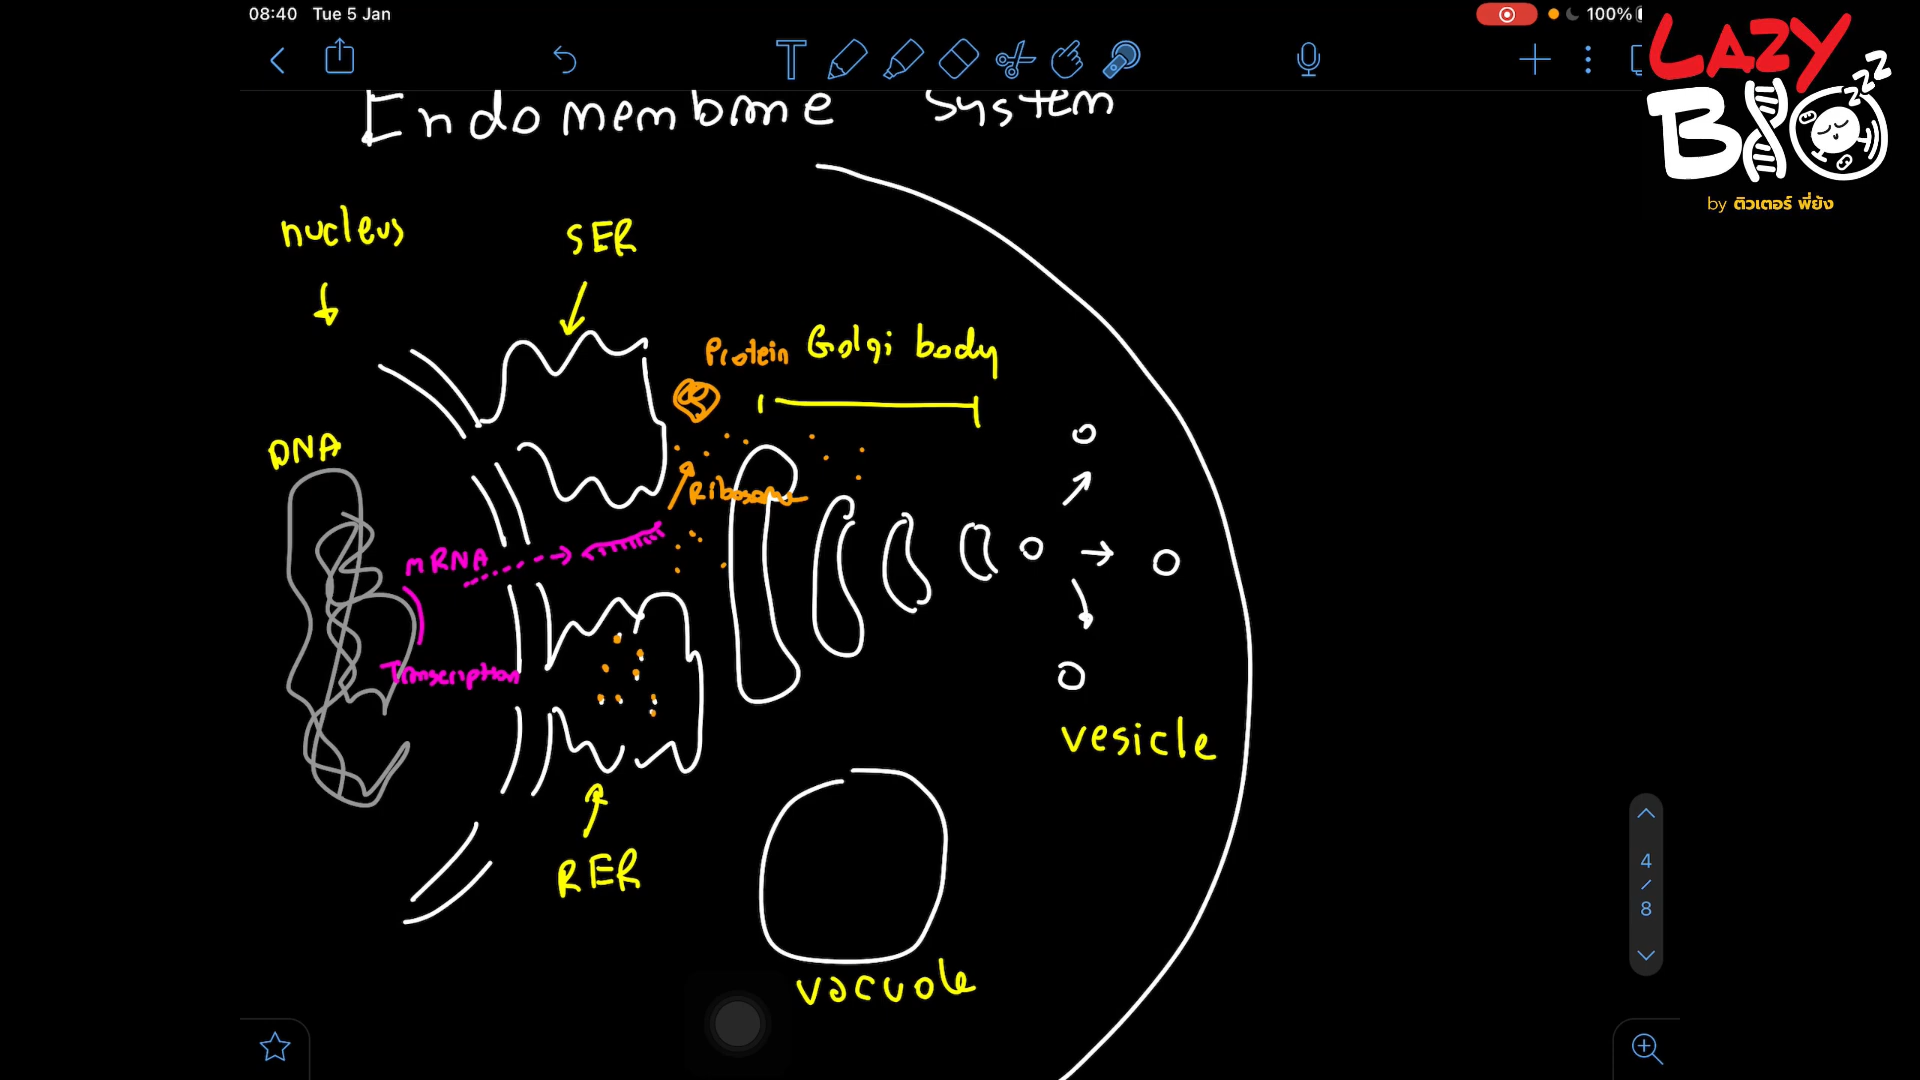 08:40 Tue 5 Jan
100%
LAZY
BIO
zzz
by ติวเตอร์ พี่ยัง
Endomembrane system
nucleus
SER
Protein
Golgi body
DNA
Ribosome
mRNA
Transcription
vesicle
RER
vacuole
4
/
8